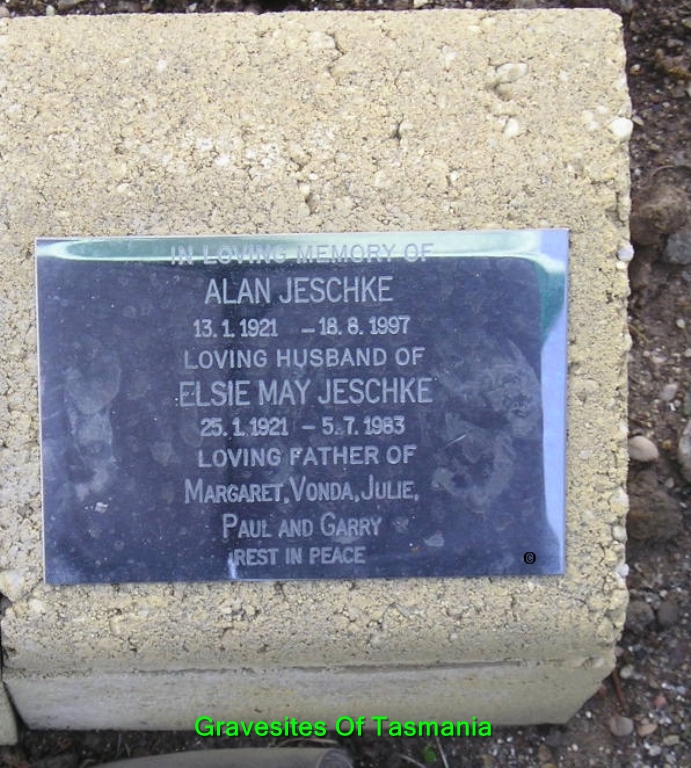 IN LOVING MEMORY OF
ALAN JESCHKE
13. 1. 1921 – 18. 8. 1997
LOVING HUSBAND OF
ELSIE MAY JESCHKE
25. 1. 1921 – 5. 7. 1983
LOVING FATHER OF
MARGARET, VONDA, JULIE,
PAUL AND GARRY
REST IN PEACE
©
Gravesites Of Tasmania